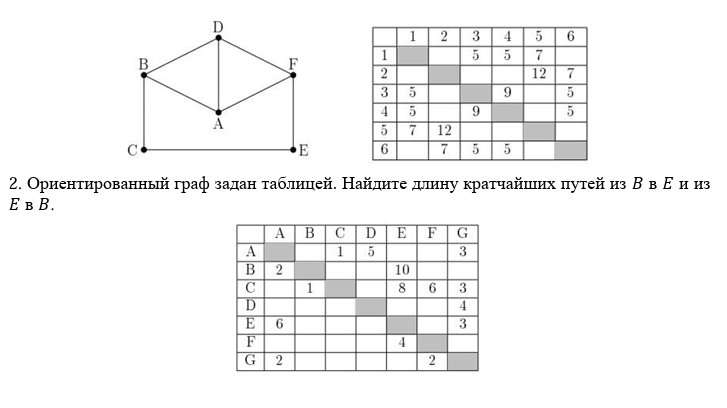 D
B
F
A
C
E
1 2 3 4 5 6
1 5 5 7
2 12 7
3 5 9 5
4 5 9 5
5 7 12
6 7 5 5
2. Ориентированный граф задан таблицей. Найдите длину кратчайших путей из B в E и из
E в B.
A B C D E F G
A 1 5 3
B 2 10
C 1 8 6 3
D 4
E 6 3
F 4
G 2 2